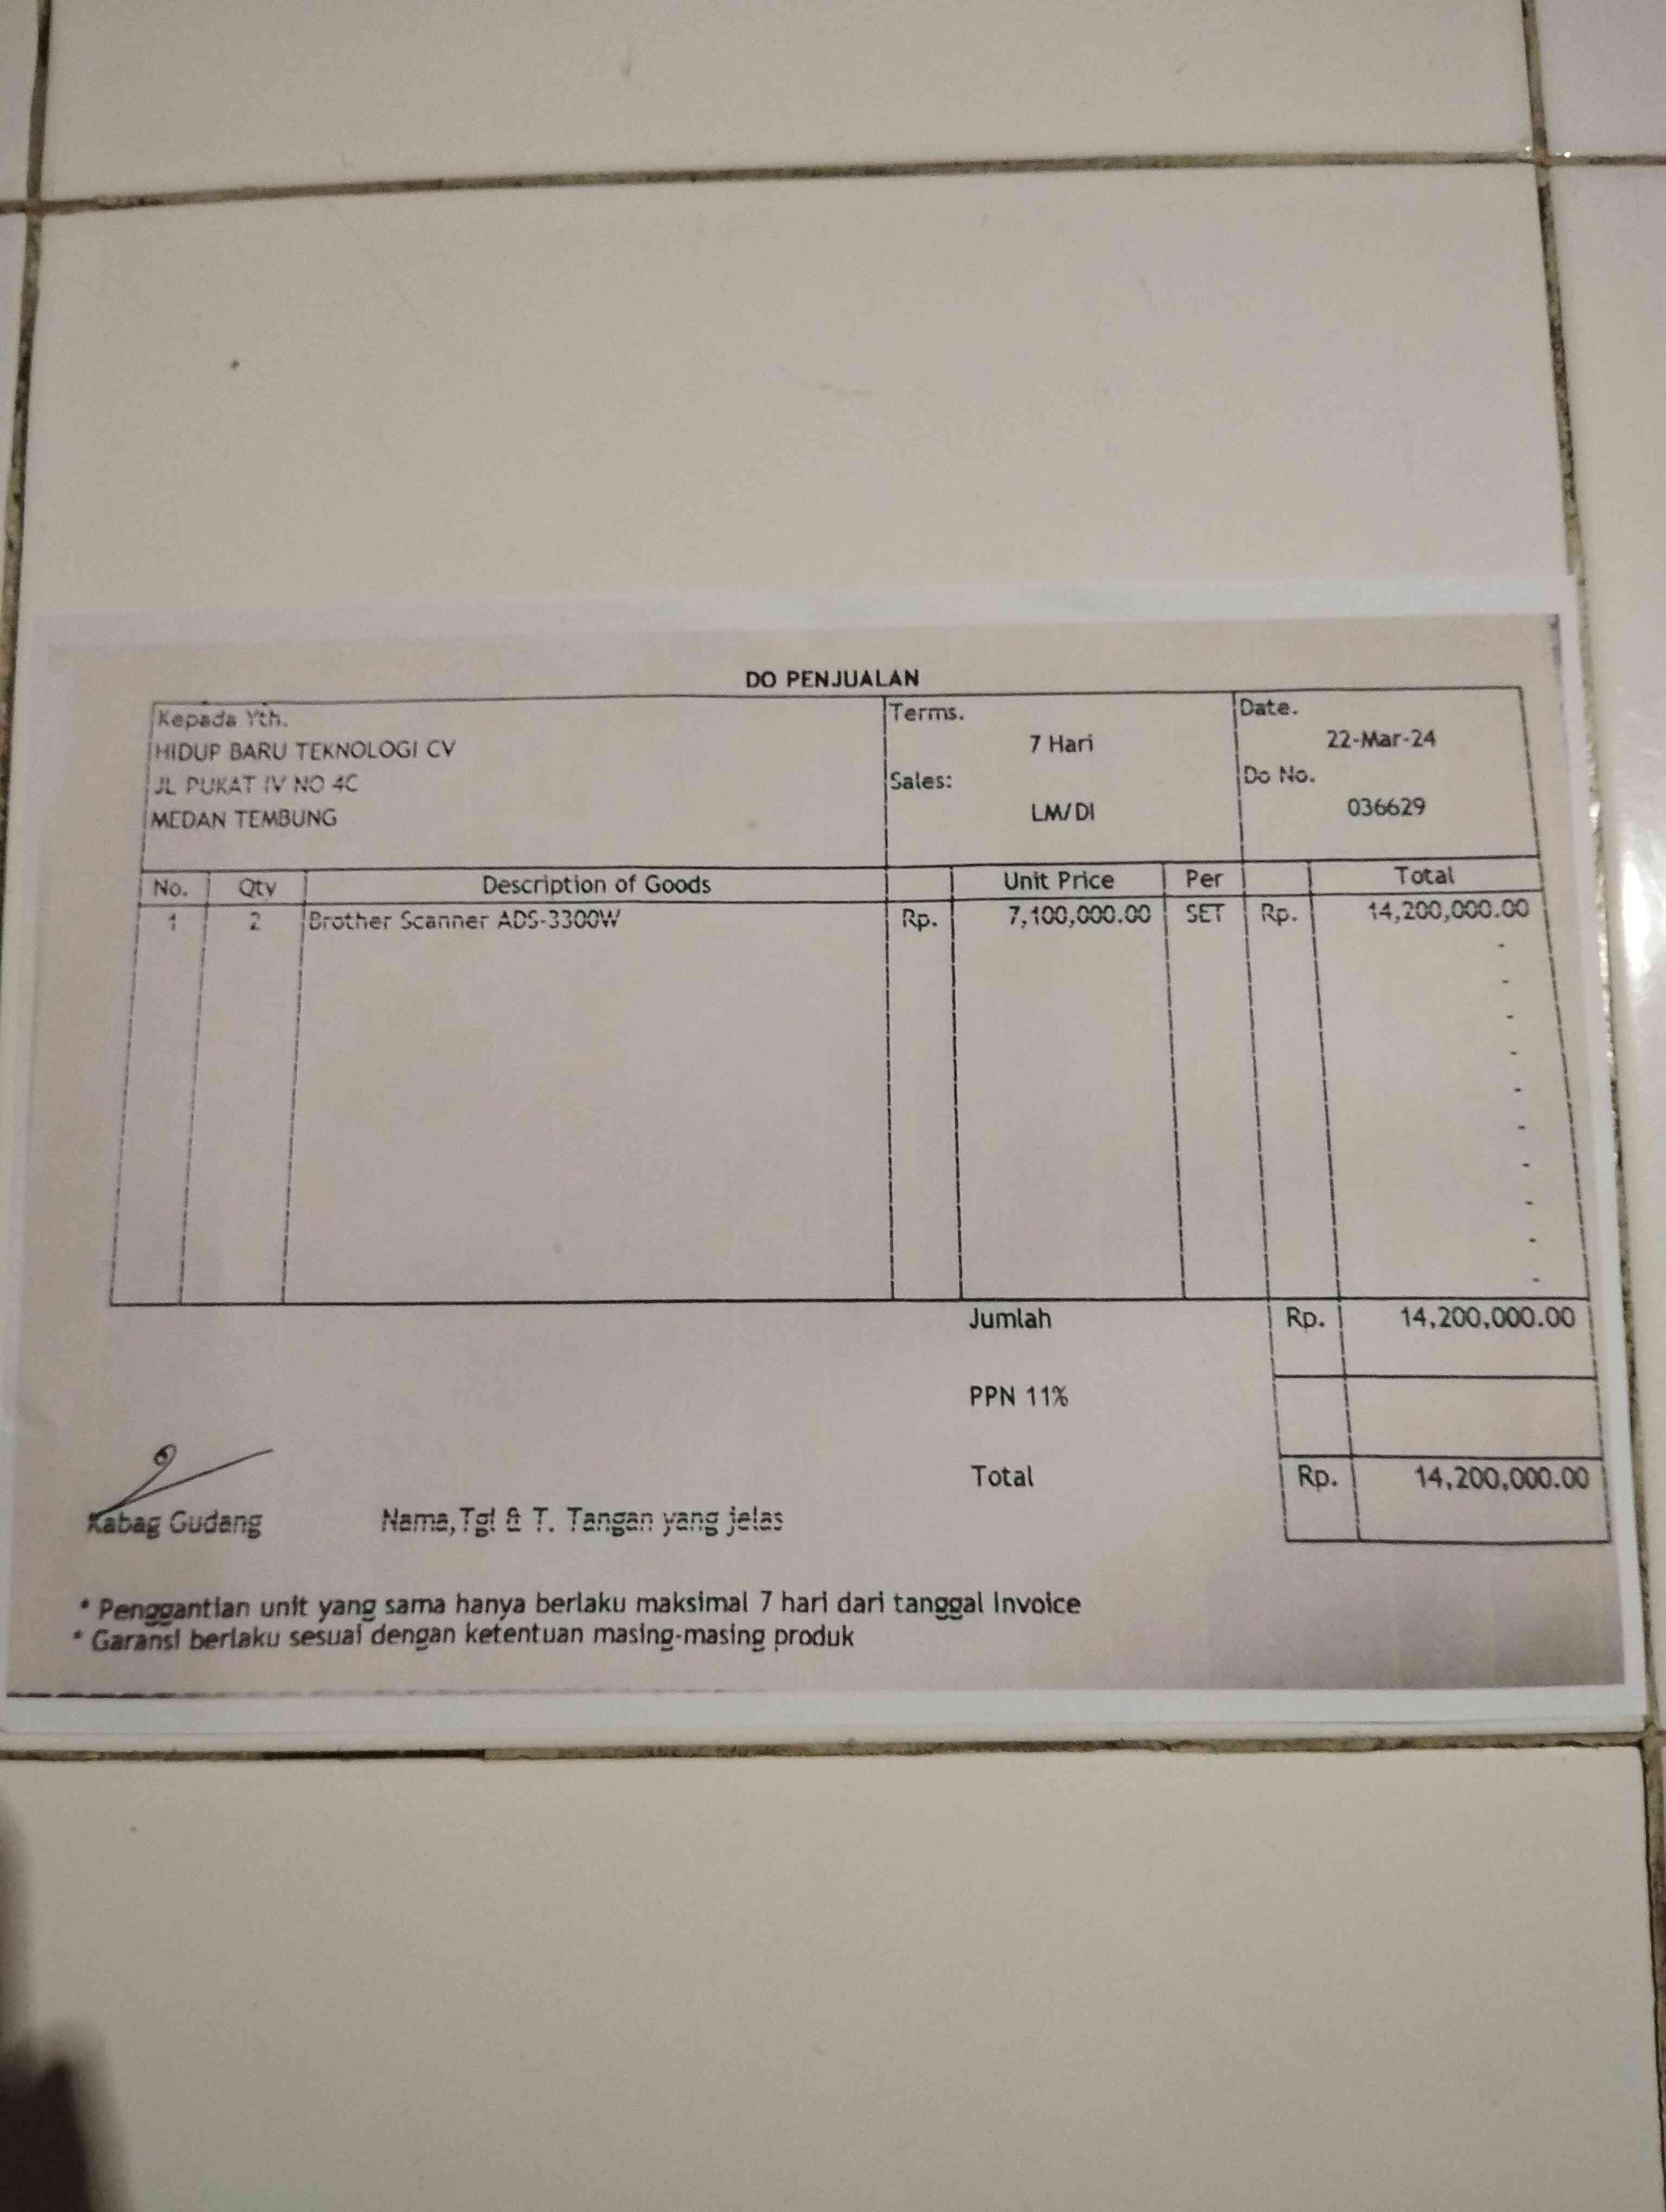 DO PENJUALAN
Kepada Yth.
HIDUP BARU TEKNOLOGI CV
JL PUKAT IV NO 4C
MEDAN TEMBUNG
Terms.
7 Hari
Sales:
LM/DI
Date.
22-Mar-24
Do No.
036629
No. Qty Description of Goods Unit Price Per Total
1 2 Brother Scanner ADS-3300W Rp. 7,100,000.00 SET Rp. 14,200,000.00
-
-
-
-
-
-
-
-
-
-
Jumlah Rp. 14,200,000.00
PPN 11%
Total Rp. 14,200,000.00
Kabag Gudang Nama,Tgl & T. Tangan yang jelas
* Penggantian unit yang sama hanya berlaku maksimal 7 hari dari tanggal Invoice
* Garansi berlaku sesuai dengan ketentuan masing-masing produk